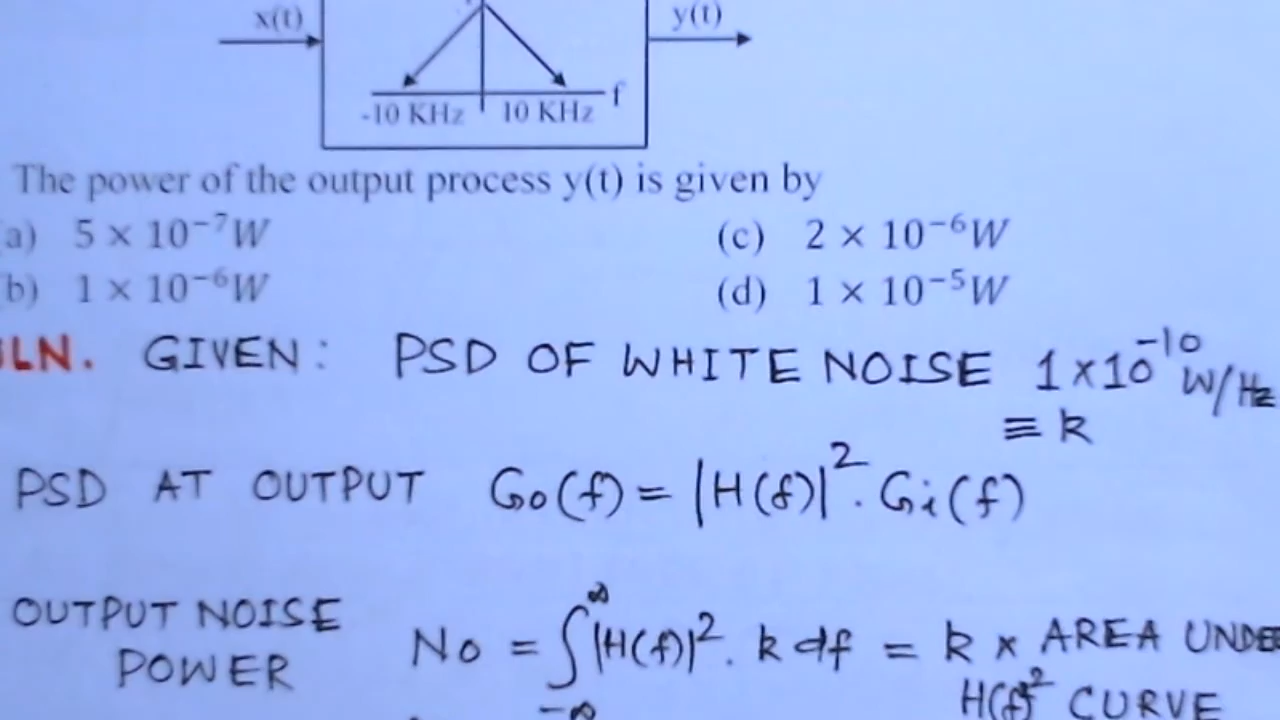 x(t) y(t)
f
-10 KHz 10 KHz
The power of the output process y(t) is given by
a) 5 × 10⁻⁷W (c) 2 × 10⁻⁶W
b) 1 × 10⁻⁶W (d) 1 × 10⁻⁵W
LN. GIVEN: PSD OF WHITE NOISE 1 × 10⁻¹⁰ W/Hz
≡ k
PSD AT OUTPUT Go(f) = |H(f)|². Gi(f)
OUTPUT NOISE
POWER No = ∫₋∞^∞ |H(f)|². k df = k × AREA UNDE
H(f)² CURVE